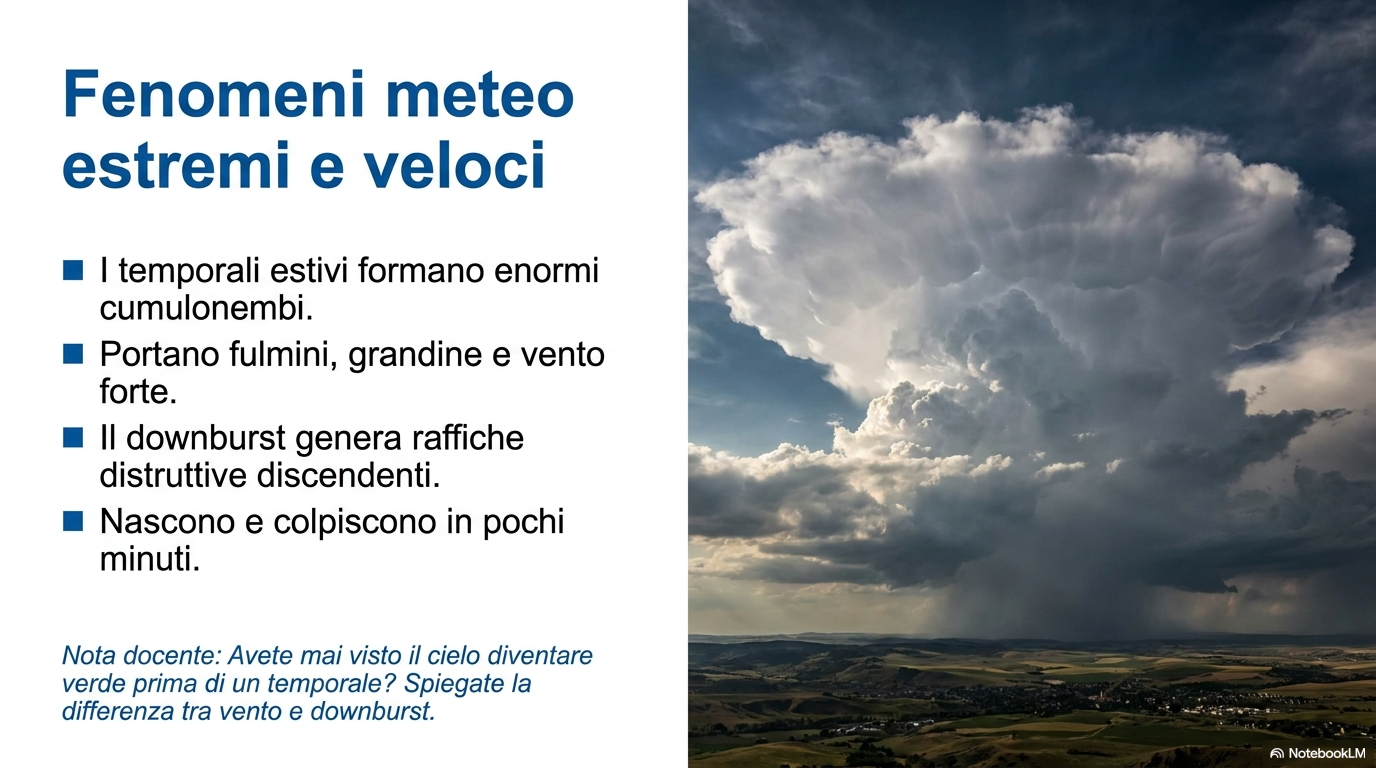 Fenomeni meteo
estremi e veloci
I temporali estivi formano enormi
cumulonembi.
Portano fulmini, grandine e vento
forte.
Il downburst genera raffiche
distruttive discendenti.
Nascono e colpiscono in pochi
minuti.
Nota docente: Avete mai visto il cielo diventare
verde prima di un temporale? Spiegate la
differenza tra vento e downburst.
NotebookLM